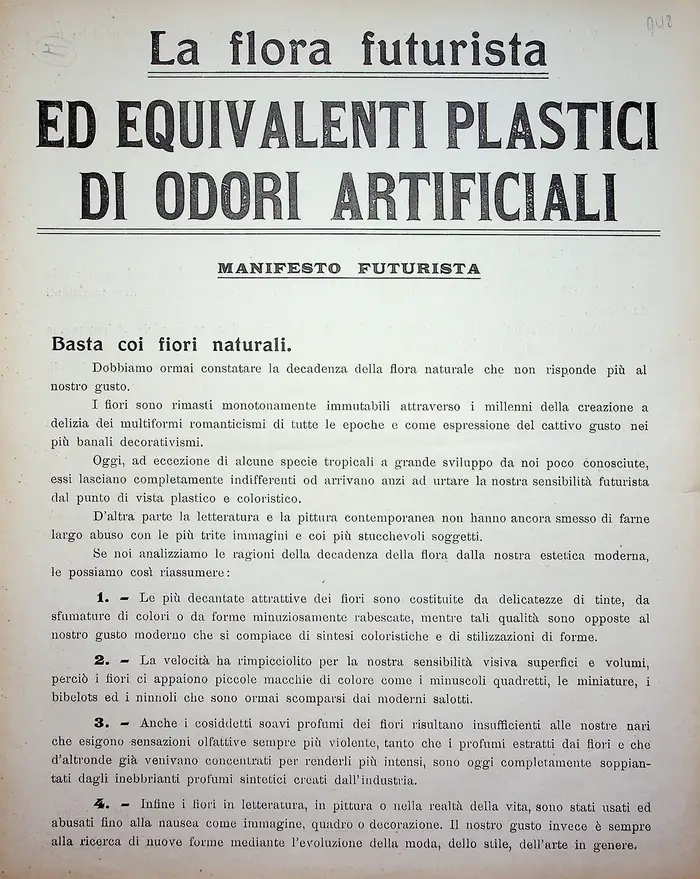 La flora futurista
ED EQUIVALENTI PLASTICI
DI ODORI ARTIFICIALI
MANIFESTO FUTURISTA
Basta coi fiori naturali.
Dobbiamo ormai constatare la decadenza della flora naturale che non risponde più al
nostro gusto.
I fiori sono rimasti monotonamente immutabili attraverso i millenni della creazione a
delizia dei multiformi romanticismi di tutte le epoche e come espressione del cattivo gusto nei
più banali decorativismi.
Oggi, ad eccezione di alcune specie tropicali a grande sviluppo da noi poco conosciute,
essi lasciano completamente indifferenti od arrivano anzi ad urtare la nostra sensibilità futurista
dal punto di vista plastico e coloristico.
D'altra parte la letteratura e la pittura contemporanea non hanno ancora smesso di farne
largo abuso con le più trite immagini e coi più stucchevoli soggetti.
Se noi analizziamo le ragioni della decadenza della flora dalla nostra estetica moderna,
le possiamo così riassumere:
1. – Le più decantate attrattive dei fiori sono costituite da delicatezze di tinte, da
sfumature di colori o da forme minuziosamente rabescate, mentre tali qualità sono opposte al
nostro gusto moderno che si compiace di sintesi coloristiche e di stilizzazioni di forme.
2. – La velocità ha rimpicciolito per la nostra sensibilità visiva superfici e volumi,
perciò i fiori ci appaiono piccole macchie di colore come i minuscoli quadretti, le miniature, i
bibelots ed i ninnoli che sono ormai scomparsi dai moderni salotti.
3. – Anche i cosiddetti soavi profumi dei fiori risultano insufficienti alle nostre nari
che esigono sensazioni olfattive sempre più violente, tanto che i profumi estratti dai fiori e che
d'altronde già venivano concentrati per renderli più intensi, sono oggi completamente soppian-
tati dagli inebbrianti profumi sintetici creati dall'industria.
4. – Infine i fiori in letteratura, in pittura o nella realtà della vita, sono stati usati ed
abusati fino alla nausea come immagine, quadro o decorazione. Il nostro gusto invece è sempre
alla ricerca di nuove forme mediante l'evoluzione della moda, dello stile, dell'arte in genere.